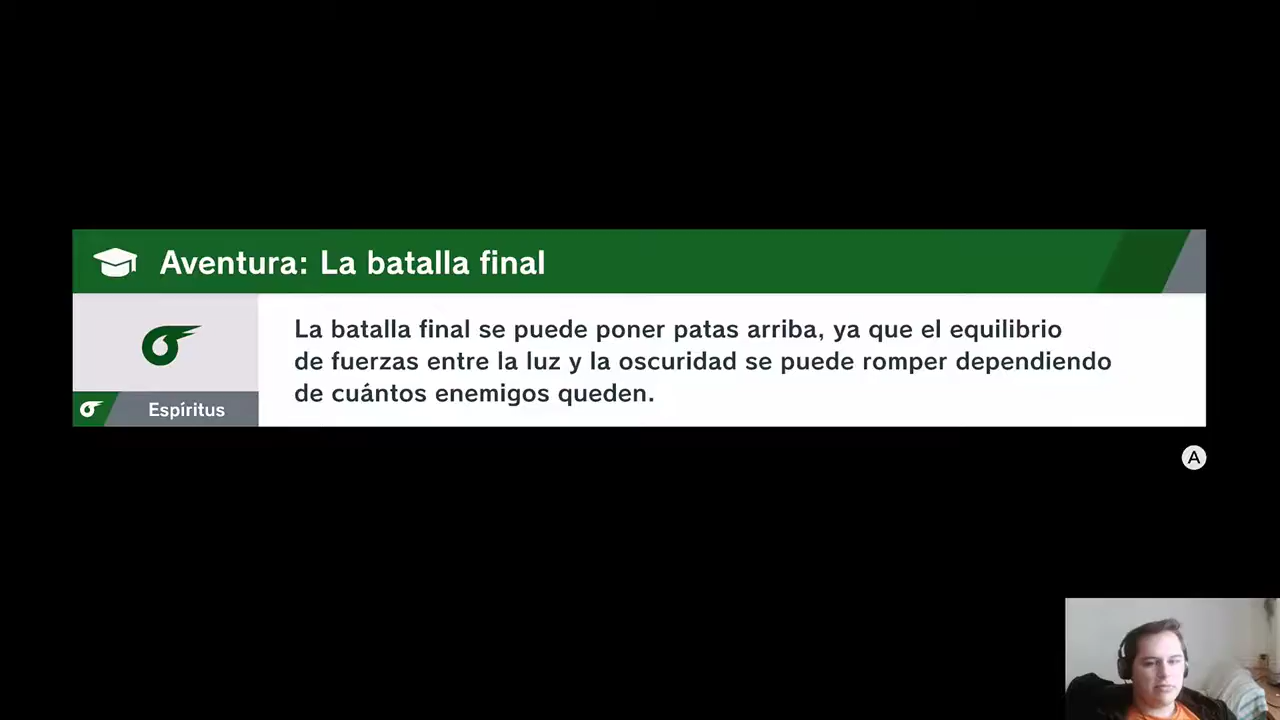 Aventura: La batalla final
La batalla final se puede poner patas arriba, ya que el equilibrio
de fuerzas entre la luz y la oscuridad se puede romper dependiendo
de cuántos enemigos queden.
Espíritus
A